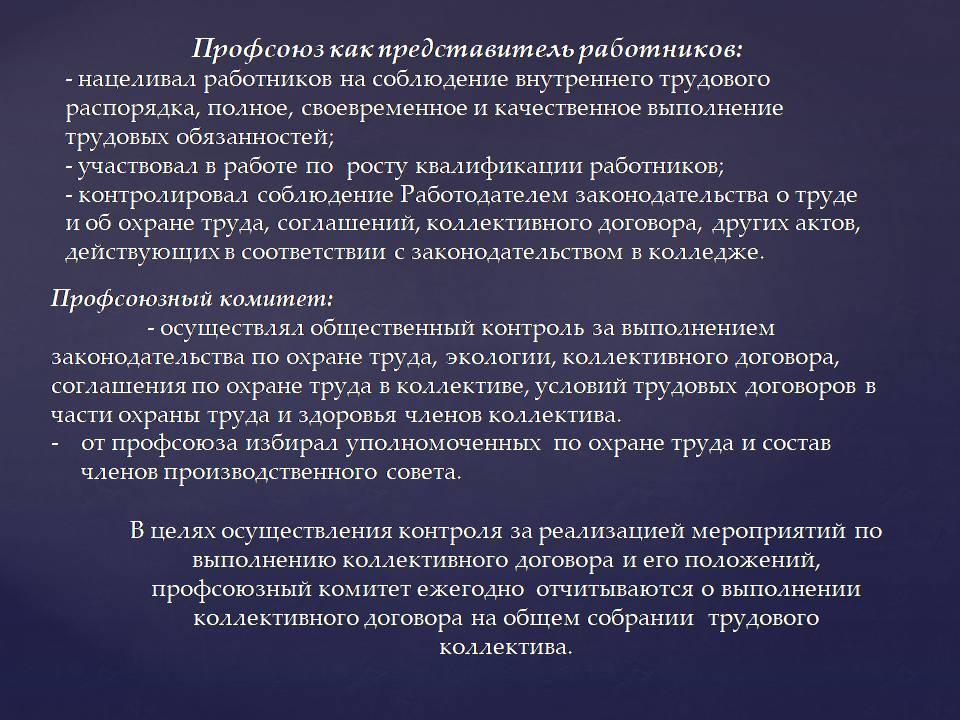 Профсоюз как представитель работников:
- нацеливал работников на соблюдение внутреннего трудового
распорядка, полное, своевременное и качественное выполнение
трудовых обязанностей;
- участвовал в работе по росту квалификации работников;
- контролировал соблюдение Работодателем законодательства о труде
и об охране труда, соглашений, коллективного договора, других актов,
действующих в соответствии с законодательством в колледже.
Профсоюзный комитет:
- осуществлял общественный контроль за выполнением
законодательства по охране труда, экологии, коллективного договора,
соглашения по охране труда в коллективе, условий трудовых договоров в
части охраны труда и здоровья членов коллектива.
- от профсоюза избирал уполномоченных по охране труда и состав
членов производственного совета.
В целях осуществления контроля за реализацией мероприятий по
выполнению коллективного договора и его положений,
профсоюзный комитет ежегодно отчитываются о выполнении
коллективного договора на общем собрании трудового
коллектива.